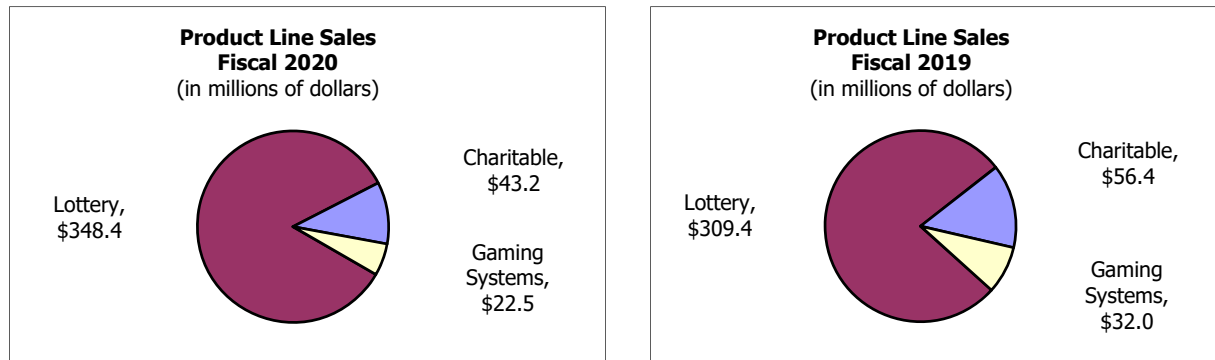 Product Line Sales
Fiscal 2020
(in millions of dollars)
Charitable,
$43.2
Lottery,
$348.4
Gaming
Systems,
$22.5
Product Line Sales
Fiscal 2019
(in millions of dollars)
Charitable,
$56.4
Lottery,
$309.4
Gaming
Systems,
$32.0